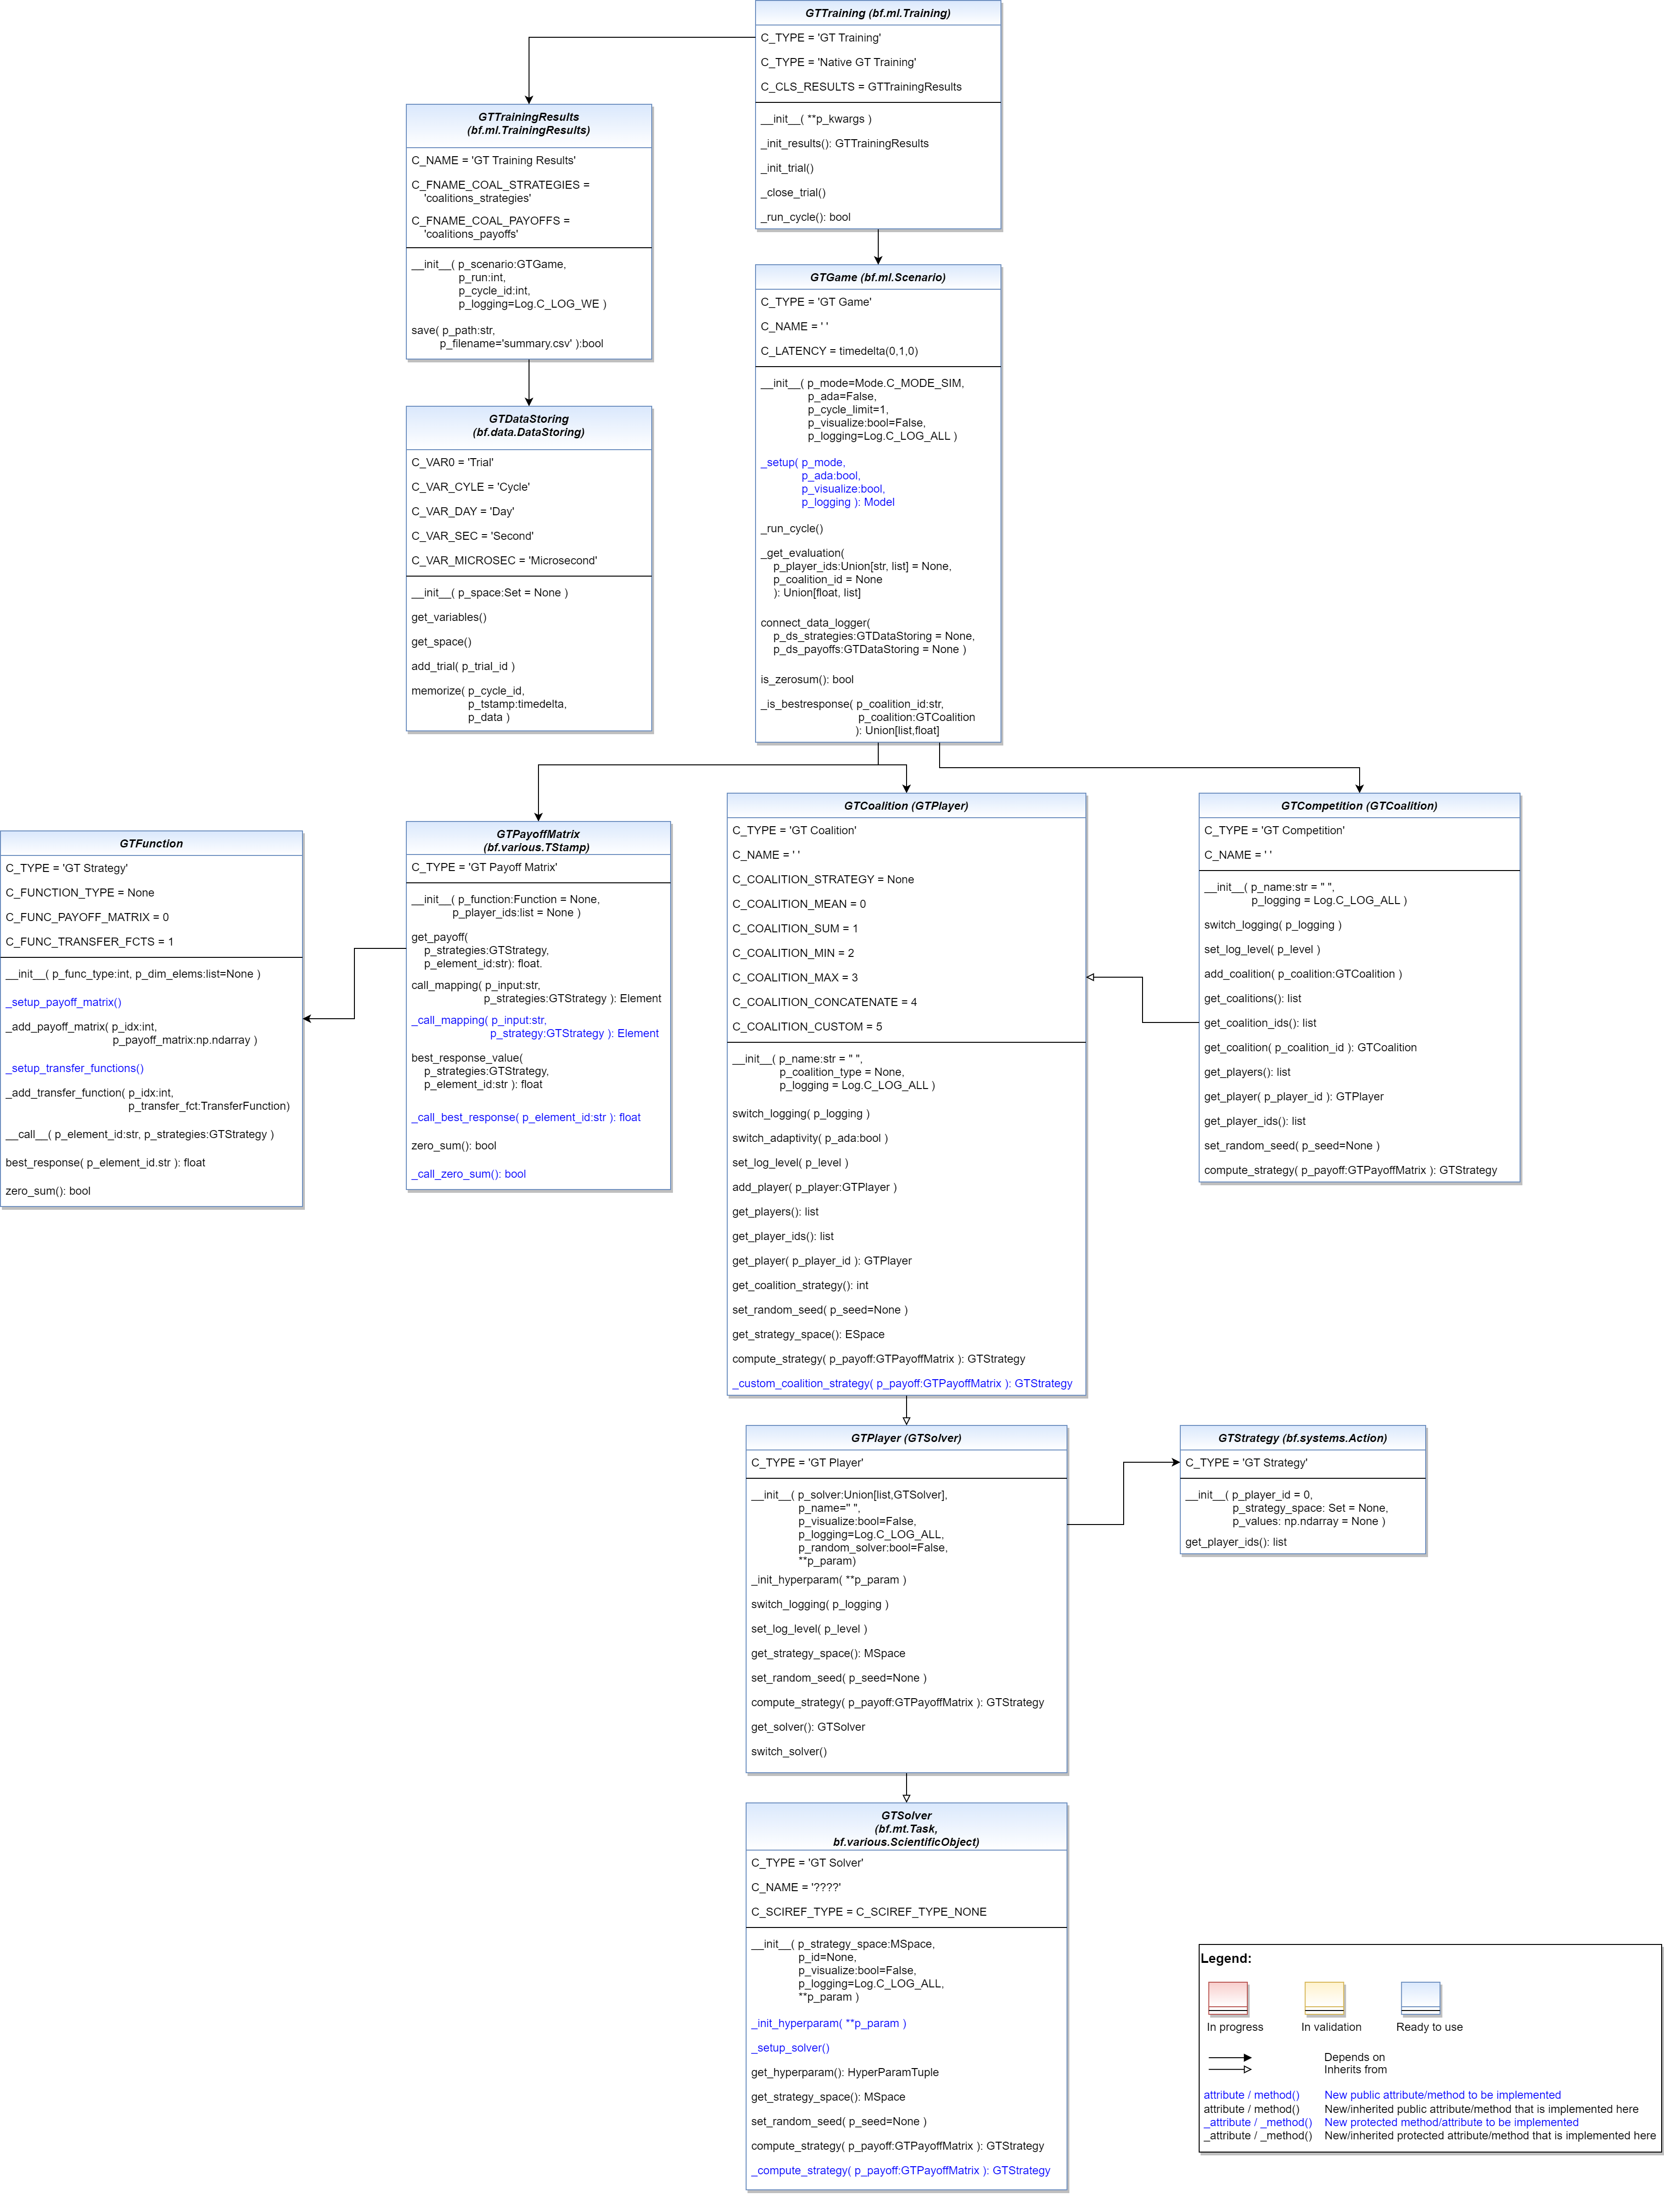 GTTraining (bf.ml.Training)
C_TYPE = 'GT Training'
C_TYPE = 'Native GT Training'
C_CLS_RESULTS = GTTrainingResults
__init__( **p_kwargs )
_init_results(): GTTrainingResults
_init_trial()
_close_trial()
_run_cycle(): bool
GTTrainingResults
(bf.ml.TrainingResults)
C_NAME = 'GT Training Results'
C_FNAME_COAL_STRATEGIES =
'coalitions_strategies'
C_FNAME_COAL_PAYOFFS =
'coalitions_payoffs'
__init__( p_scenario:GTGame,
p_run:int,
p_cycle_id:int,
p_logging=Log.C_LOG_WE )
save( p_path:str,
p_filename='summary.csv' ):bool
GTGame (bf.ml.Scenario)
C_TYPE = 'GT Game'
C_NAME = ' '
C_LATENCY = timedelta(0,1,0)
__init__( p_mode=Mode.C_MODE_SIM,
p_ada=False,
p_cycle_limit=1,
p_visualize:bool=False,
p_logging=Log.C_LOG_ALL )
_setup( p_mode,
p_ada:bool,
p_visualize:bool,
p_logging ): Model
_run_cycle()
_get_evaluation(
p_player_ids:Union[str, list] = None,
p_coalition_id = None
): Union[float, list]
connect_data_logger(
p_ds_strategies:GTDataStoring = None,
p_ds_payoffs:GTDataStoring = None )
is_zerosum(): bool
_is_bestresponse( p_coalition_id:str,
p_coalition:GTCoalition
): Union[list,float]
GTDataStoring
(bf.data.DataStoring)
C_VAR0 = 'Trial'
C_VAR_CYLE = 'Cycle'
C_VAR_DAY = 'Day'
C_VAR_SEC = 'Second'
C_VAR_MICROSEC = 'Microsecond'
__init__( p_space:Set = None )
get_variables()
get_space()
add_trial( p_trial_id )
memorize( p_cycle_id,
p_tstamp:timedelta,
p_data )
GTFunction
C_TYPE = 'GT Strategy'
C_FUNCTION_TYPE = None
C_FUNC_PAYOFF_MATRIX = 0
C_FUNC_TRANSFER_FCTS = 1
__init__( p_func_type:int, p_dim_elems:list=None )
_setup_payoff_matrix()
_add_payoff_matrix( p_idx:int,
p_payoff_matrix:np.ndarray )
_setup_transfer_functions()
_add_transfer_function( p_idx:int,
p_transfer_fct:TransferFunction)
__call__( p_element_id:str, p_strategies:GTStrategy )
best_response( p_element_id.str ): float
zero_sum(): bool
GTPayoffMatrix
(bf.various.TStamp)
C_TYPE = 'GT Payoff Matrix'
__init__( p_function:Function = None,
p_player_ids:list = None )
get_payoff(
p_strategies:GTStrategy,
p_element_id:str): float.
call_mapping( p_input:str,
p_strategies:GTStrategy ): Element
_call_mapping( p_input:str,
p_strategy:GTStrategy ): Element
best_response_value(
p_strategies:GTStrategy,
p_element_id:str ): float
_call_best_response( p_element_id:str ): float
zero_sum(): bool
_call_zero_sum(): bool
GTCoalition (GTPlayer)
C_TYPE = 'GT Coalition'
C_NAME = ' '
C_COALITION_STRATEGY = None
C_COALITION_MEAN = 0
C_COALITION_SUM = 1
C_COALITION_MIN = 2
C_COALITION_MAX = 3
C_COALITION_CONCATENATE = 4
C_COALITION_CUSTOM = 5
__init__( p_name:str = " ",
p_coalition_type = None,
p_logging = Log.C_LOG_ALL )
switch_logging( p_logging )
switch_adaptivity( p_ada:bool )
set_log_level( p_level )
add_player( p_player:GTPlayer )
get_players(): list
get_player_ids(): list
get_player( p_player_id ): GTPlayer
get_coalition_strategy(): int
set_random_seed( p_seed=None )
get_strategy_space(): ESpace
compute_strategy( p_payoff:GTPayoffMatrix ): GTStrategy
_custom_coalition_strategy( p_payoff:GTPayoffMatrix ): GTStrategy
GTCompetition (GTCoalition)
C_TYPE = 'GT Competition'
C_NAME = ' '
__init__( p_name:str = " ",
p_logging = Log.C_LOG_ALL )
switch_logging( p_logging )
set_log_level( p_level )
add_coalition( p_coalition:GTCoalition )
get_coalitions(): list
get_coalition_ids(): list
get_coalition( p_coalition_id ): GTCoalition
get_players(): list
get_player( p_player_id ): GTPlayer
get_player_ids(): list
set_random_seed( p_seed=None )
compute_strategy( p_payoff:GTPayoffMatrix ): GTStrategy
GTPlayer (GTSolver)
C_TYPE = 'GT Player'
__init__( p_solver:Union[list,GTSolver],
p_name=" ",
p_visualize:bool=False,
p_logging=Log.C_LOG_ALL,
p_random_solver:bool=False,
**p_param)
_init_hyperparam( **p_param )
switch_logging( p_logging )
set_log_level( p_level )
get_strategy_space(): MSpace
set_random_seed( p_seed=None )
compute_strategy( p_payoff:GTPayoffMatrix ): GTStrategy
get_solver(): GTSolver
switch_solver()
GTStrategy (bf.systems.Action)
C_TYPE = 'GT Strategy'
__init__( p_player_id = 0,
p_strategy_space: Set = None,
p_values: np.ndarray = None )
get_player_ids(): list
GTSolver
(bf.mt.Task,
bf.various.ScientificObject)
C_TYPE = 'GT Solver'
C_NAME = '????'
C_SCIREF_TYPE = C_SCIREF_TYPE_NONE
__init__( p_strategy_space:MSpace,
p_id=None,
p_visualize:bool=False,
p_logging=Log.C_LOG_ALL,
**p_param )
_init_hyperparam( **p_param )
_setup_solver()
get_hyperparam(): HyperParamTuple
get_strategy_space(): MSpace
set_random_seed( p_seed=None )
compute_strategy( p_payoff:GTPayoffMatrix ): GTStrategy
_compute_strategy( p_payoff:GTPayoffMatrix ): GTStrategy
Legend:
In progress In validation Ready to use
Depends on
Inherits from
attribute / method() New public attribute/method to be implemented
attribute / method() New/inherited public attribute/method that is implemented here
_attribute / _method() New protected method/attribute to be implemented
_attribute / _method() New/inherited protected attribute/method that is implemented here